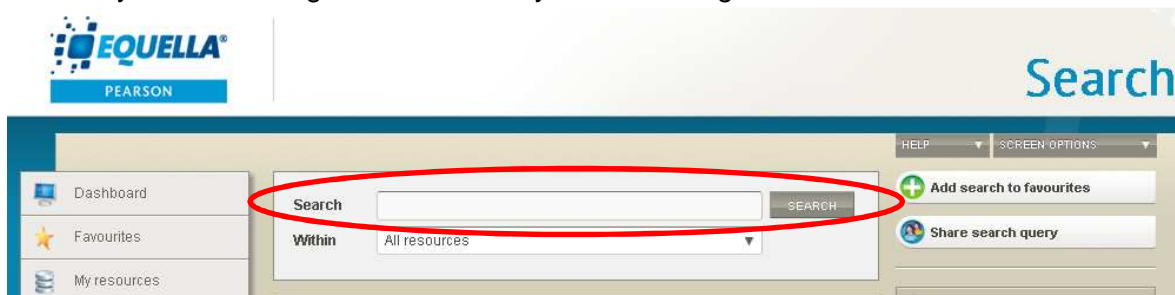 EQUELLA®
PEARSON
Search
HELP
SCREEN OPTIONS
Dashboard
Search
SEARCH
Add search to favourites
Favourites
Within
All resources
Share search query
My resources